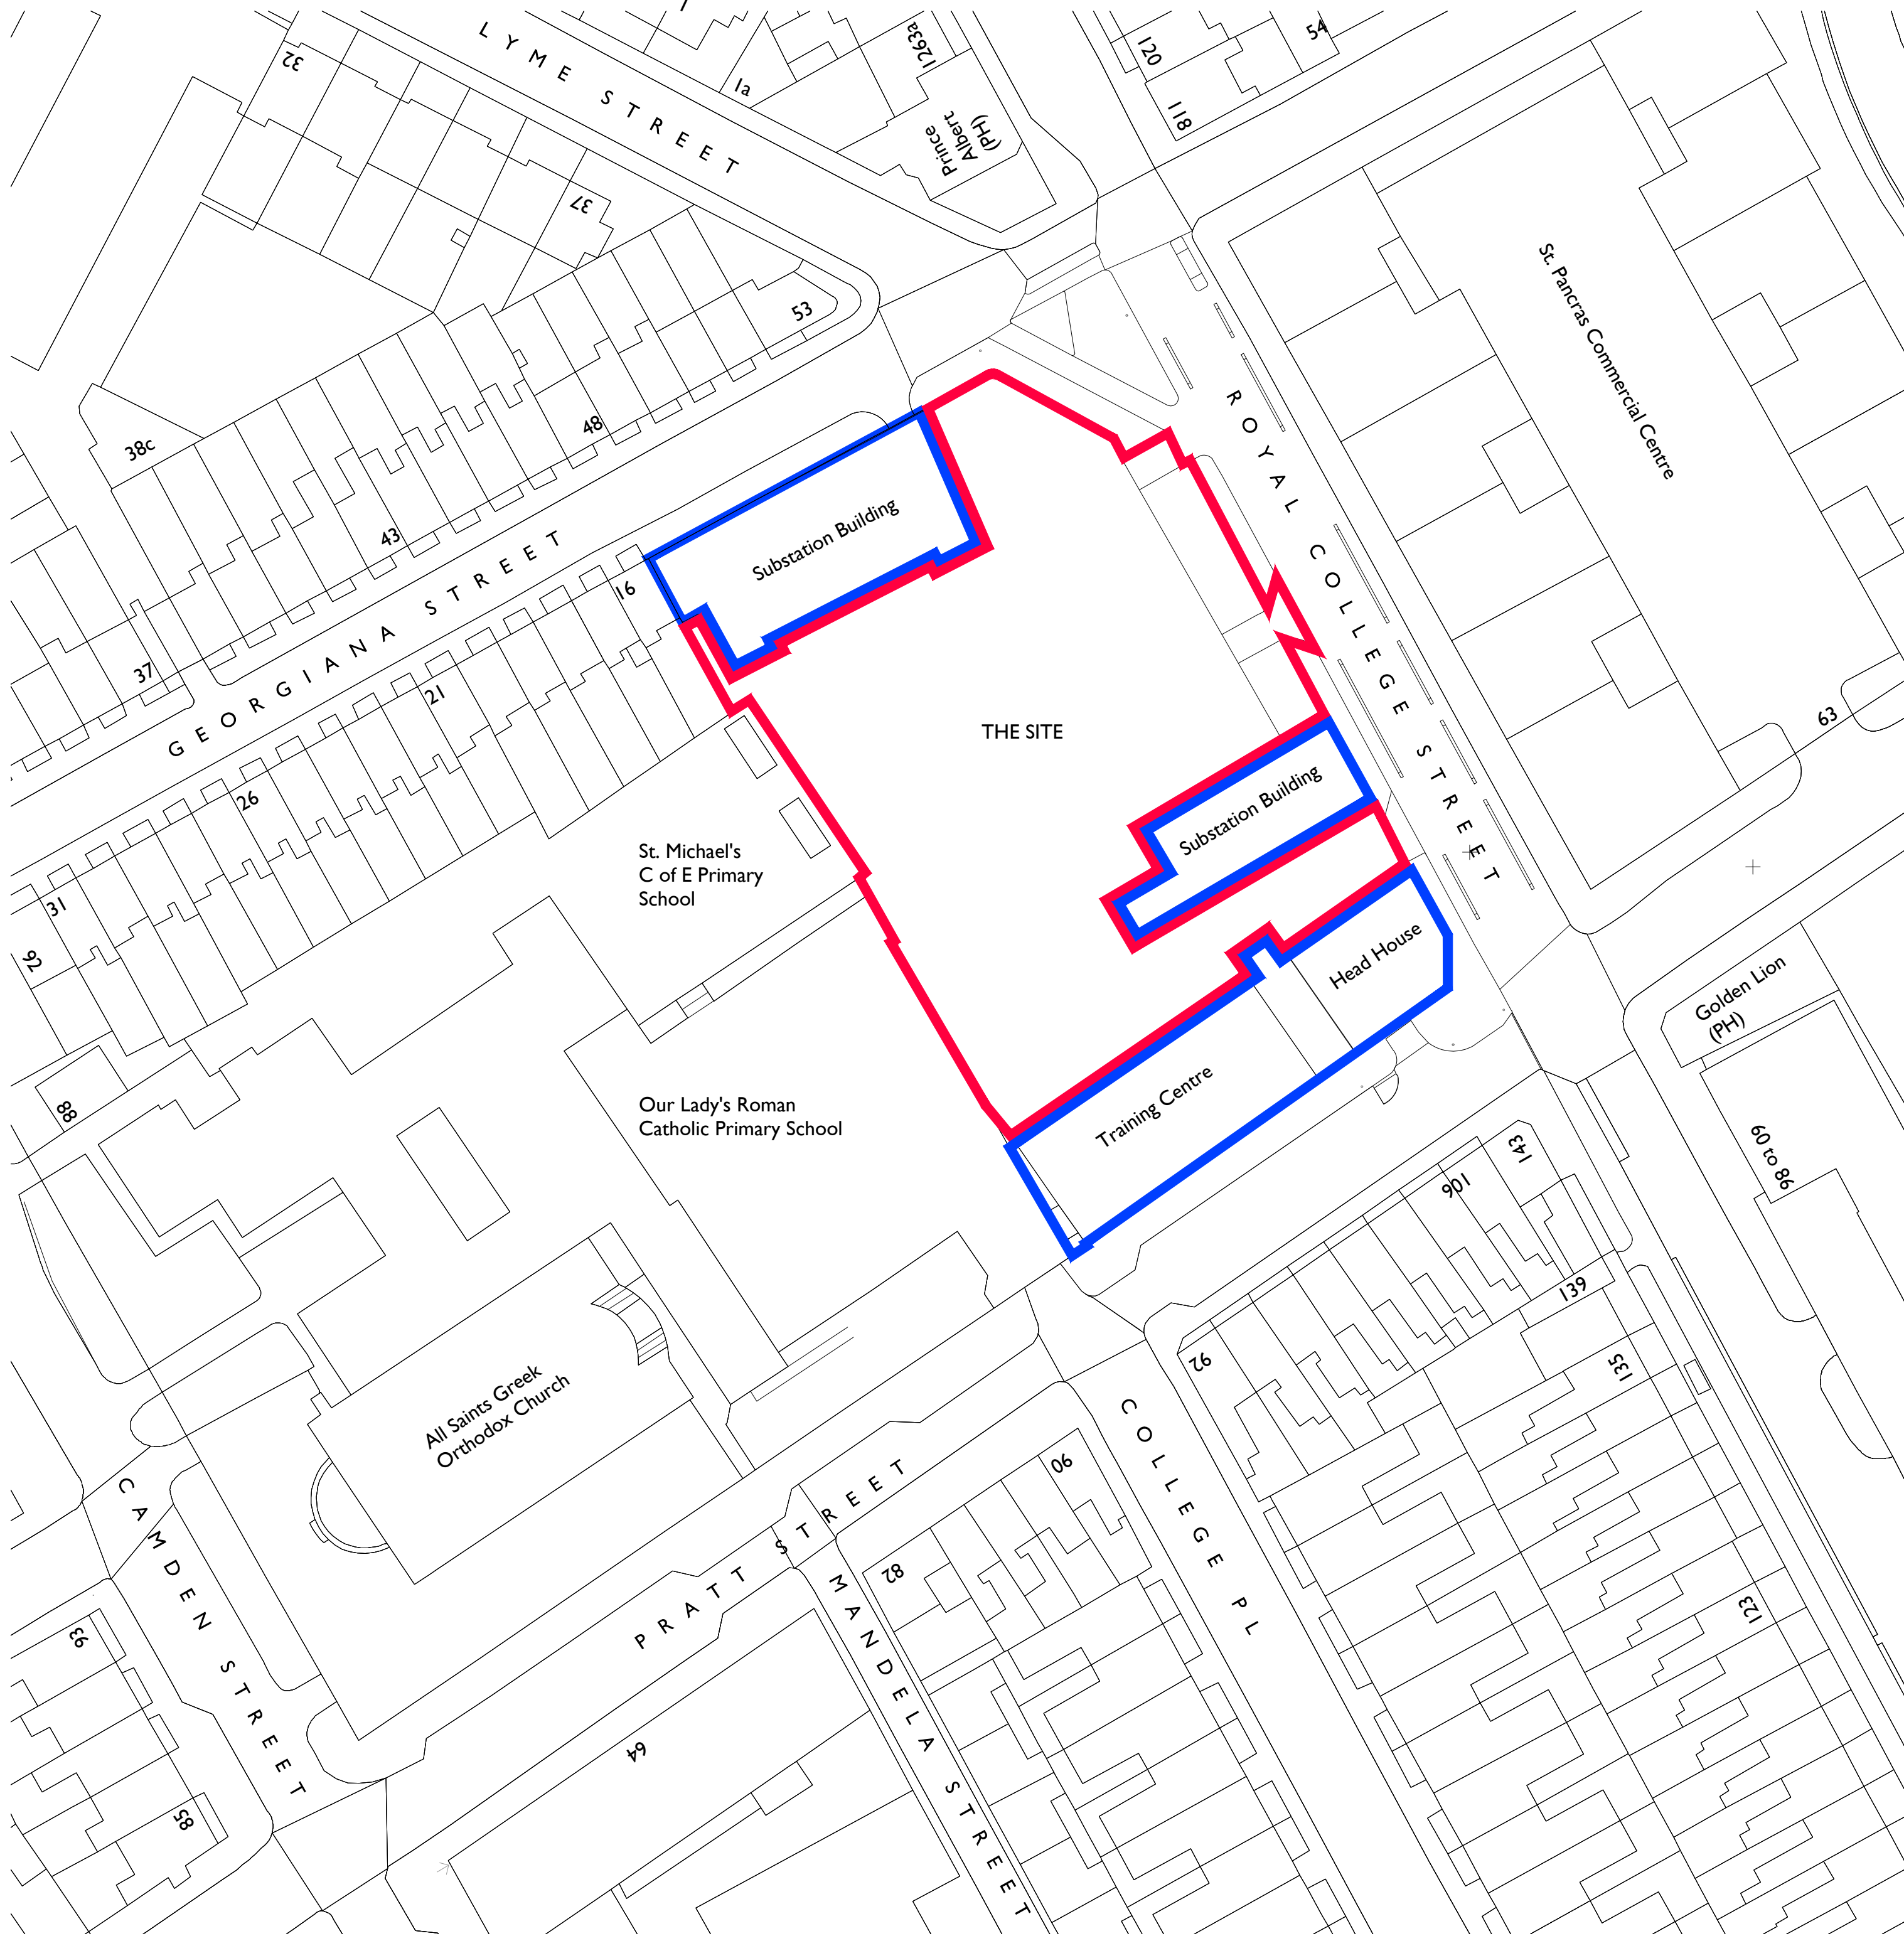 LYME STREET
32
1a
1263a
Prince
Albert
(PH)
120
118
54
37
53
48
43
38c
37
St. Pancras Commercial Centre
63
ROYAL COLLEGE STREET
GEORGIANA STREET
Substation Building
16
21
26
31
92
88
THE SITE
Substation Building
St. Michael's
C of E Primary
School
Head House
Training Centre
Our Lady's Roman
Catholic Primary School
Golden Lion
(PH)
60 to 86
143
106
139
135
123
92
90
82
All Saints Greek
Orthodox Church
CAMDEN STREET
PRATT STREET
COLLEGE PL
MANDELA STREET
93
85
64